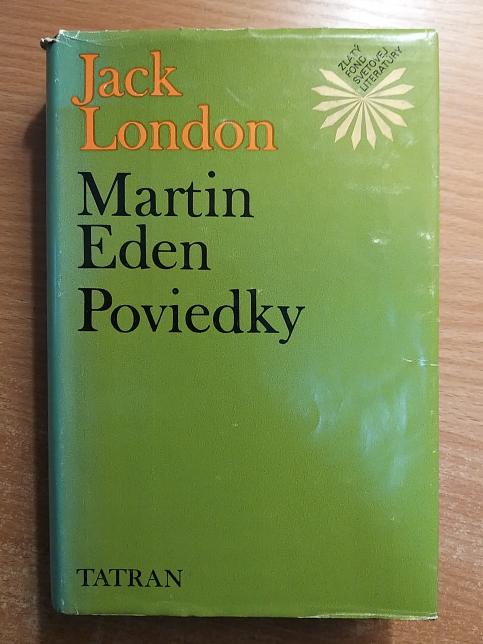 Jack
London
Martin
Eden
Poviedky
ZLATÝ
FOND
SVETOVEJ
LITERATÚRY
TATRAN